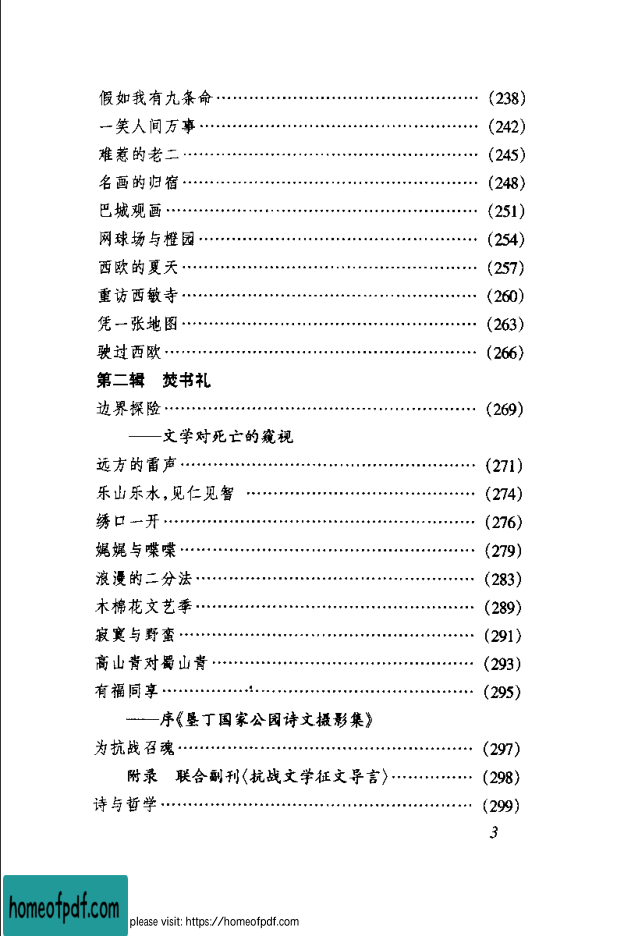 假如我有九条命……………………………………… (238)
一笑人间万事……………………………………… (242)
难惹的老二……………………………………… (245)
名画的归宿……………………………………… (248)
巴城观画……………………………………… (251)
网球场与橙园……………………………………… (254)
西欧的夏天……………………………………… (257)
重访西敏寺……………………………………… (260)
凭一张地图……………………………………… (263)
驶过西欧……………………………………… (266)
第二辑 焚书礼
边界探险……………………………………… (269)
——文学对死亡的窥视
远方的雷声……………………………………… (271)
乐山乐水,见仁见智 ……………………………… (274)
绣口一开……………………………………… (276)
娓娓与喋喋……………………………………… (279)
浪漫的二分法……………………………………… (283)
木棉花文艺季……………………………………… (289)
寂寞与野蛮……………………………………… (291)
高山青对蜀山青……………………………………… (293)
有福同享……………………………………… (295)
——序《垦丁国家公园诗文摄影集》
为抗战召魂……………………………………… (297)
附录 联合副刊〈抗战文学征文导言〉…………… (298)
诗与哲学……………………………………… (299)
3
homeofpdf.com
please visit: https://homeofpdf.com